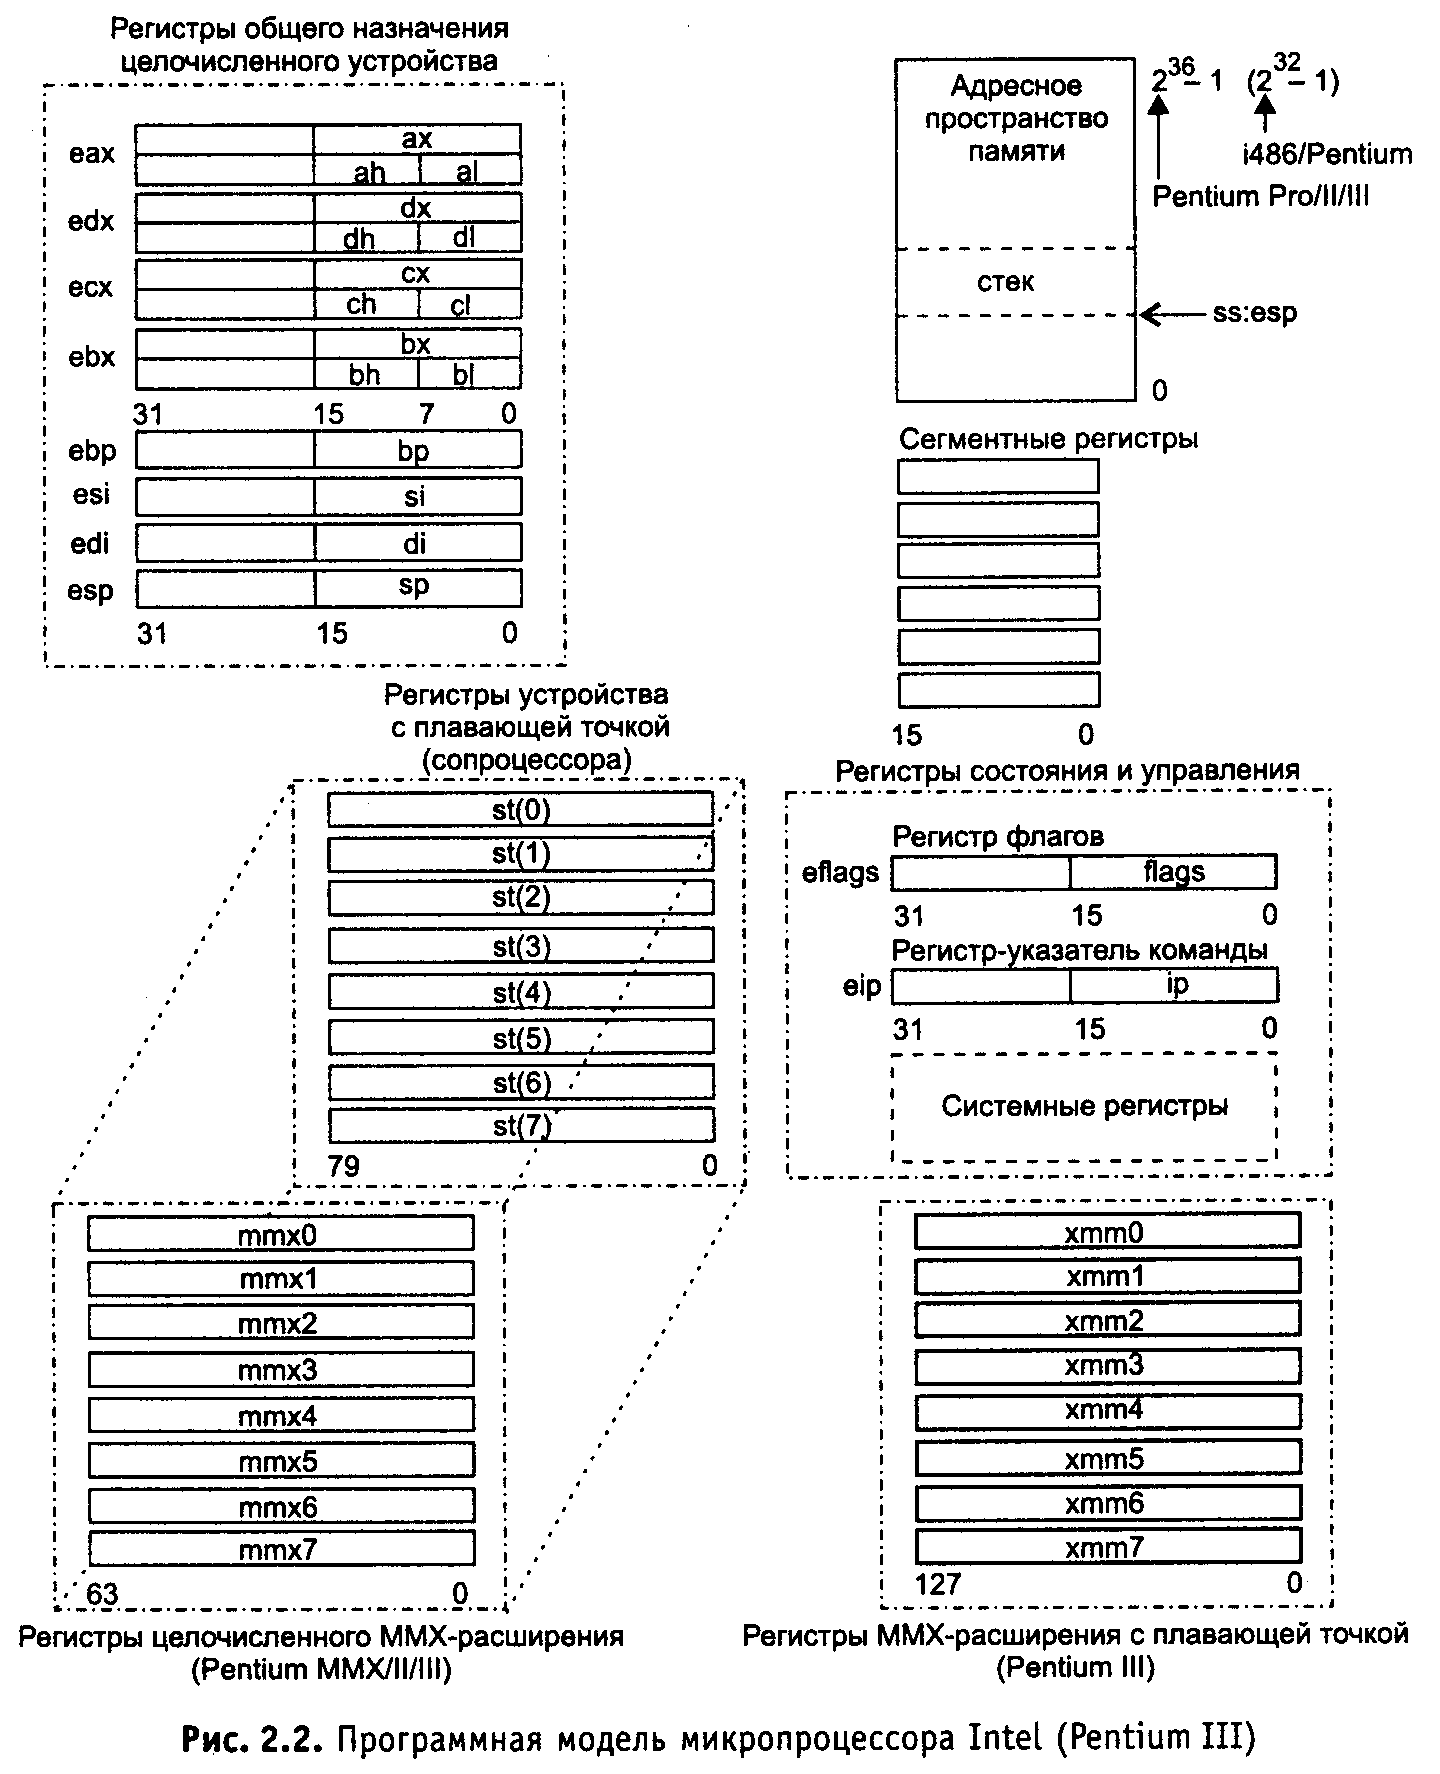 Регистры общего назначения
целочисленного устройства
eax
ax
ah al
edx
dx
dh dl
ecx
cx
ch cl
ebx
bx
bh bl
31 15 7 0
ebp bp
esi si
edi di
esp sp
31 15 0
Адресное
пространство
памяти
2^36 – 1 (2^32 – 1)
i486/Pentium
Pentium Pro/II/III
стек
ss:esp
0
Сегментные регистры
15 0
Регистры устройства
с плавающей точкой
(сопроцессора)
st(0)
st(1)
st(2)
st(3)
st(4)
st(5)
st(6)
st(7)
79 0
Регистры состояния и управления
Регистр флагов
eflags flags
31 15 0
Регистр-указатель команды
eip ip
31 15 0
Системные регистры
mmx0
mmx1
mmx2
mmx3
mmx4
mmx5
mmx6
mmx7
63 0
Регистры целочисленного MMX-расширения
(Pentium MMX/II/III)
xmm0
xmm1
xmm2
xmm3
xmm4
xmm5
xmm6
xmm7
127 0
Регистры MMX-расширения с плавающей точкой
(Pentium III)
Рис. 2.2. Программная модель микропроцессора Intel (Pentium III)